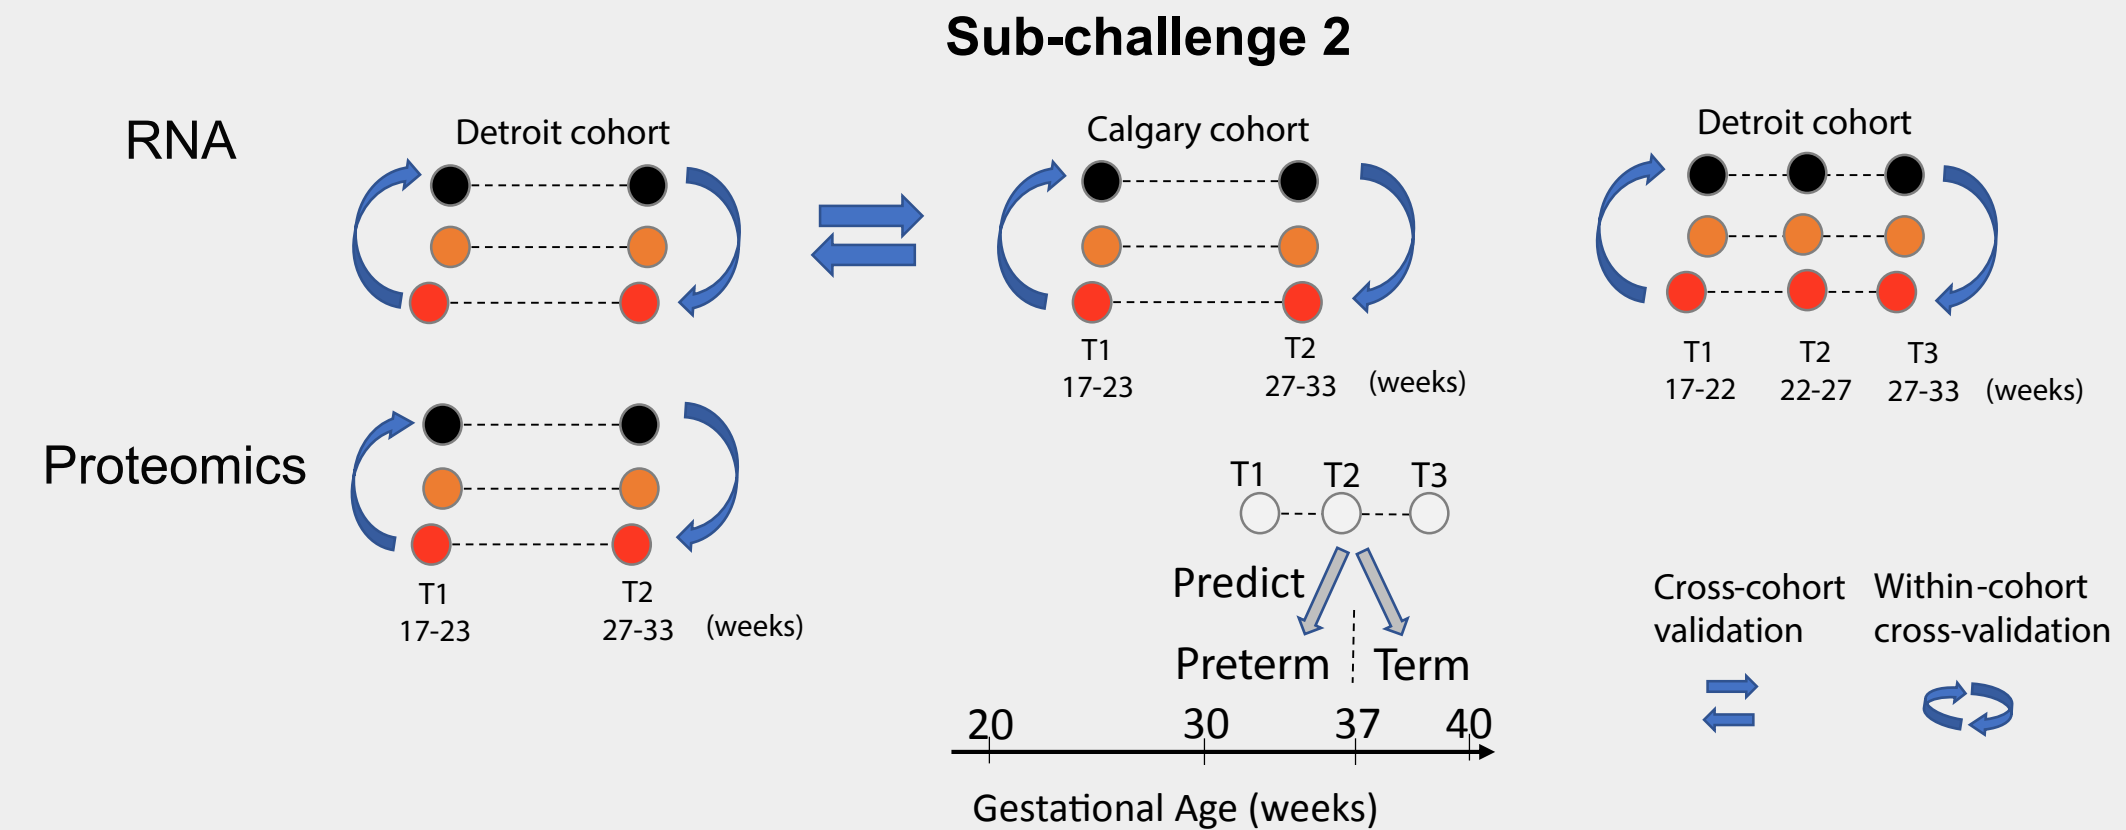 Sub-challenge 2
RNA
Detroit cohort
Calgary cohort
Detroit cohort
T1
T2
17-23
27-33
(weeks)
T1
T2
T3
17-22
22-27
27-33
(weeks)
Proteomics
T1
T2
17-23
27-33
(weeks)
T1
T2
T3
Predict
Preterm
Term
20
30
37
40
Gestational Age (weeks)
Cross-cohort
validation
Within-cohort
cross-validation